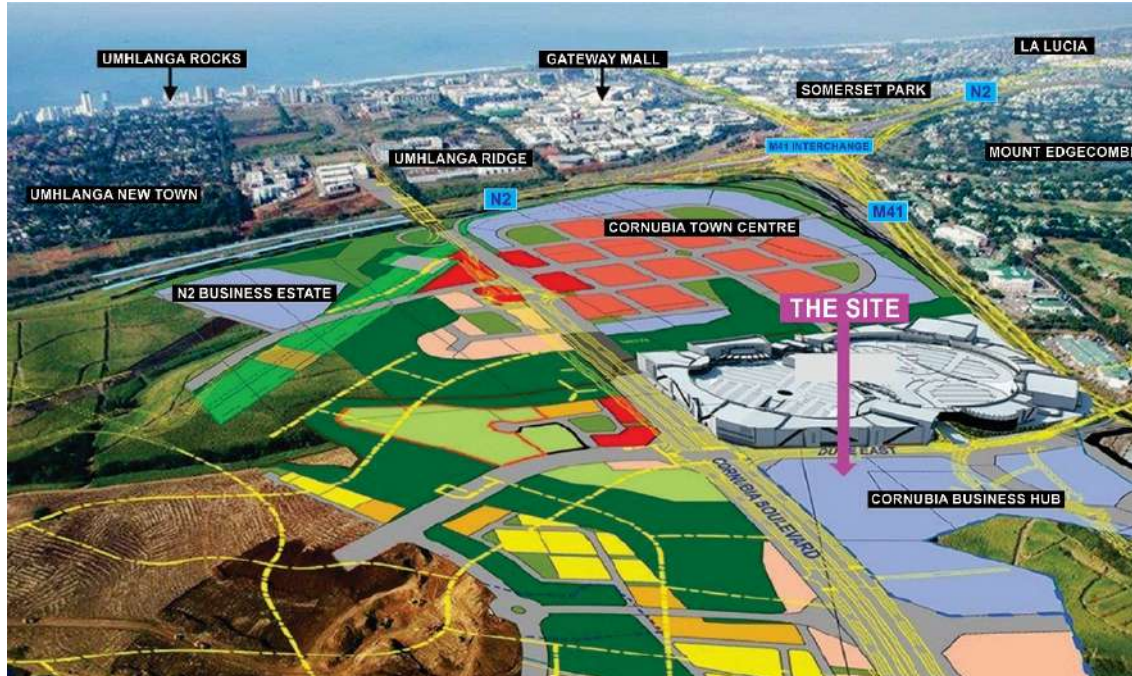 LA LUCIA
UMHLANGA ROCKS
GATEWAY MALL
SOMERSET PARK
N2
M41 INTERCHANGE
MOUNT EDGECOMBE
UMHLANGA RIDGE
UMHLANGA NEW TOWN
N2
M41
CORNUBIA TOWN CENTRE
N2 BUSINESS ESTATE
THE SITE
EAST
CORNUBIA BUSINESS HUB
CORNUBIA BOULEVARD